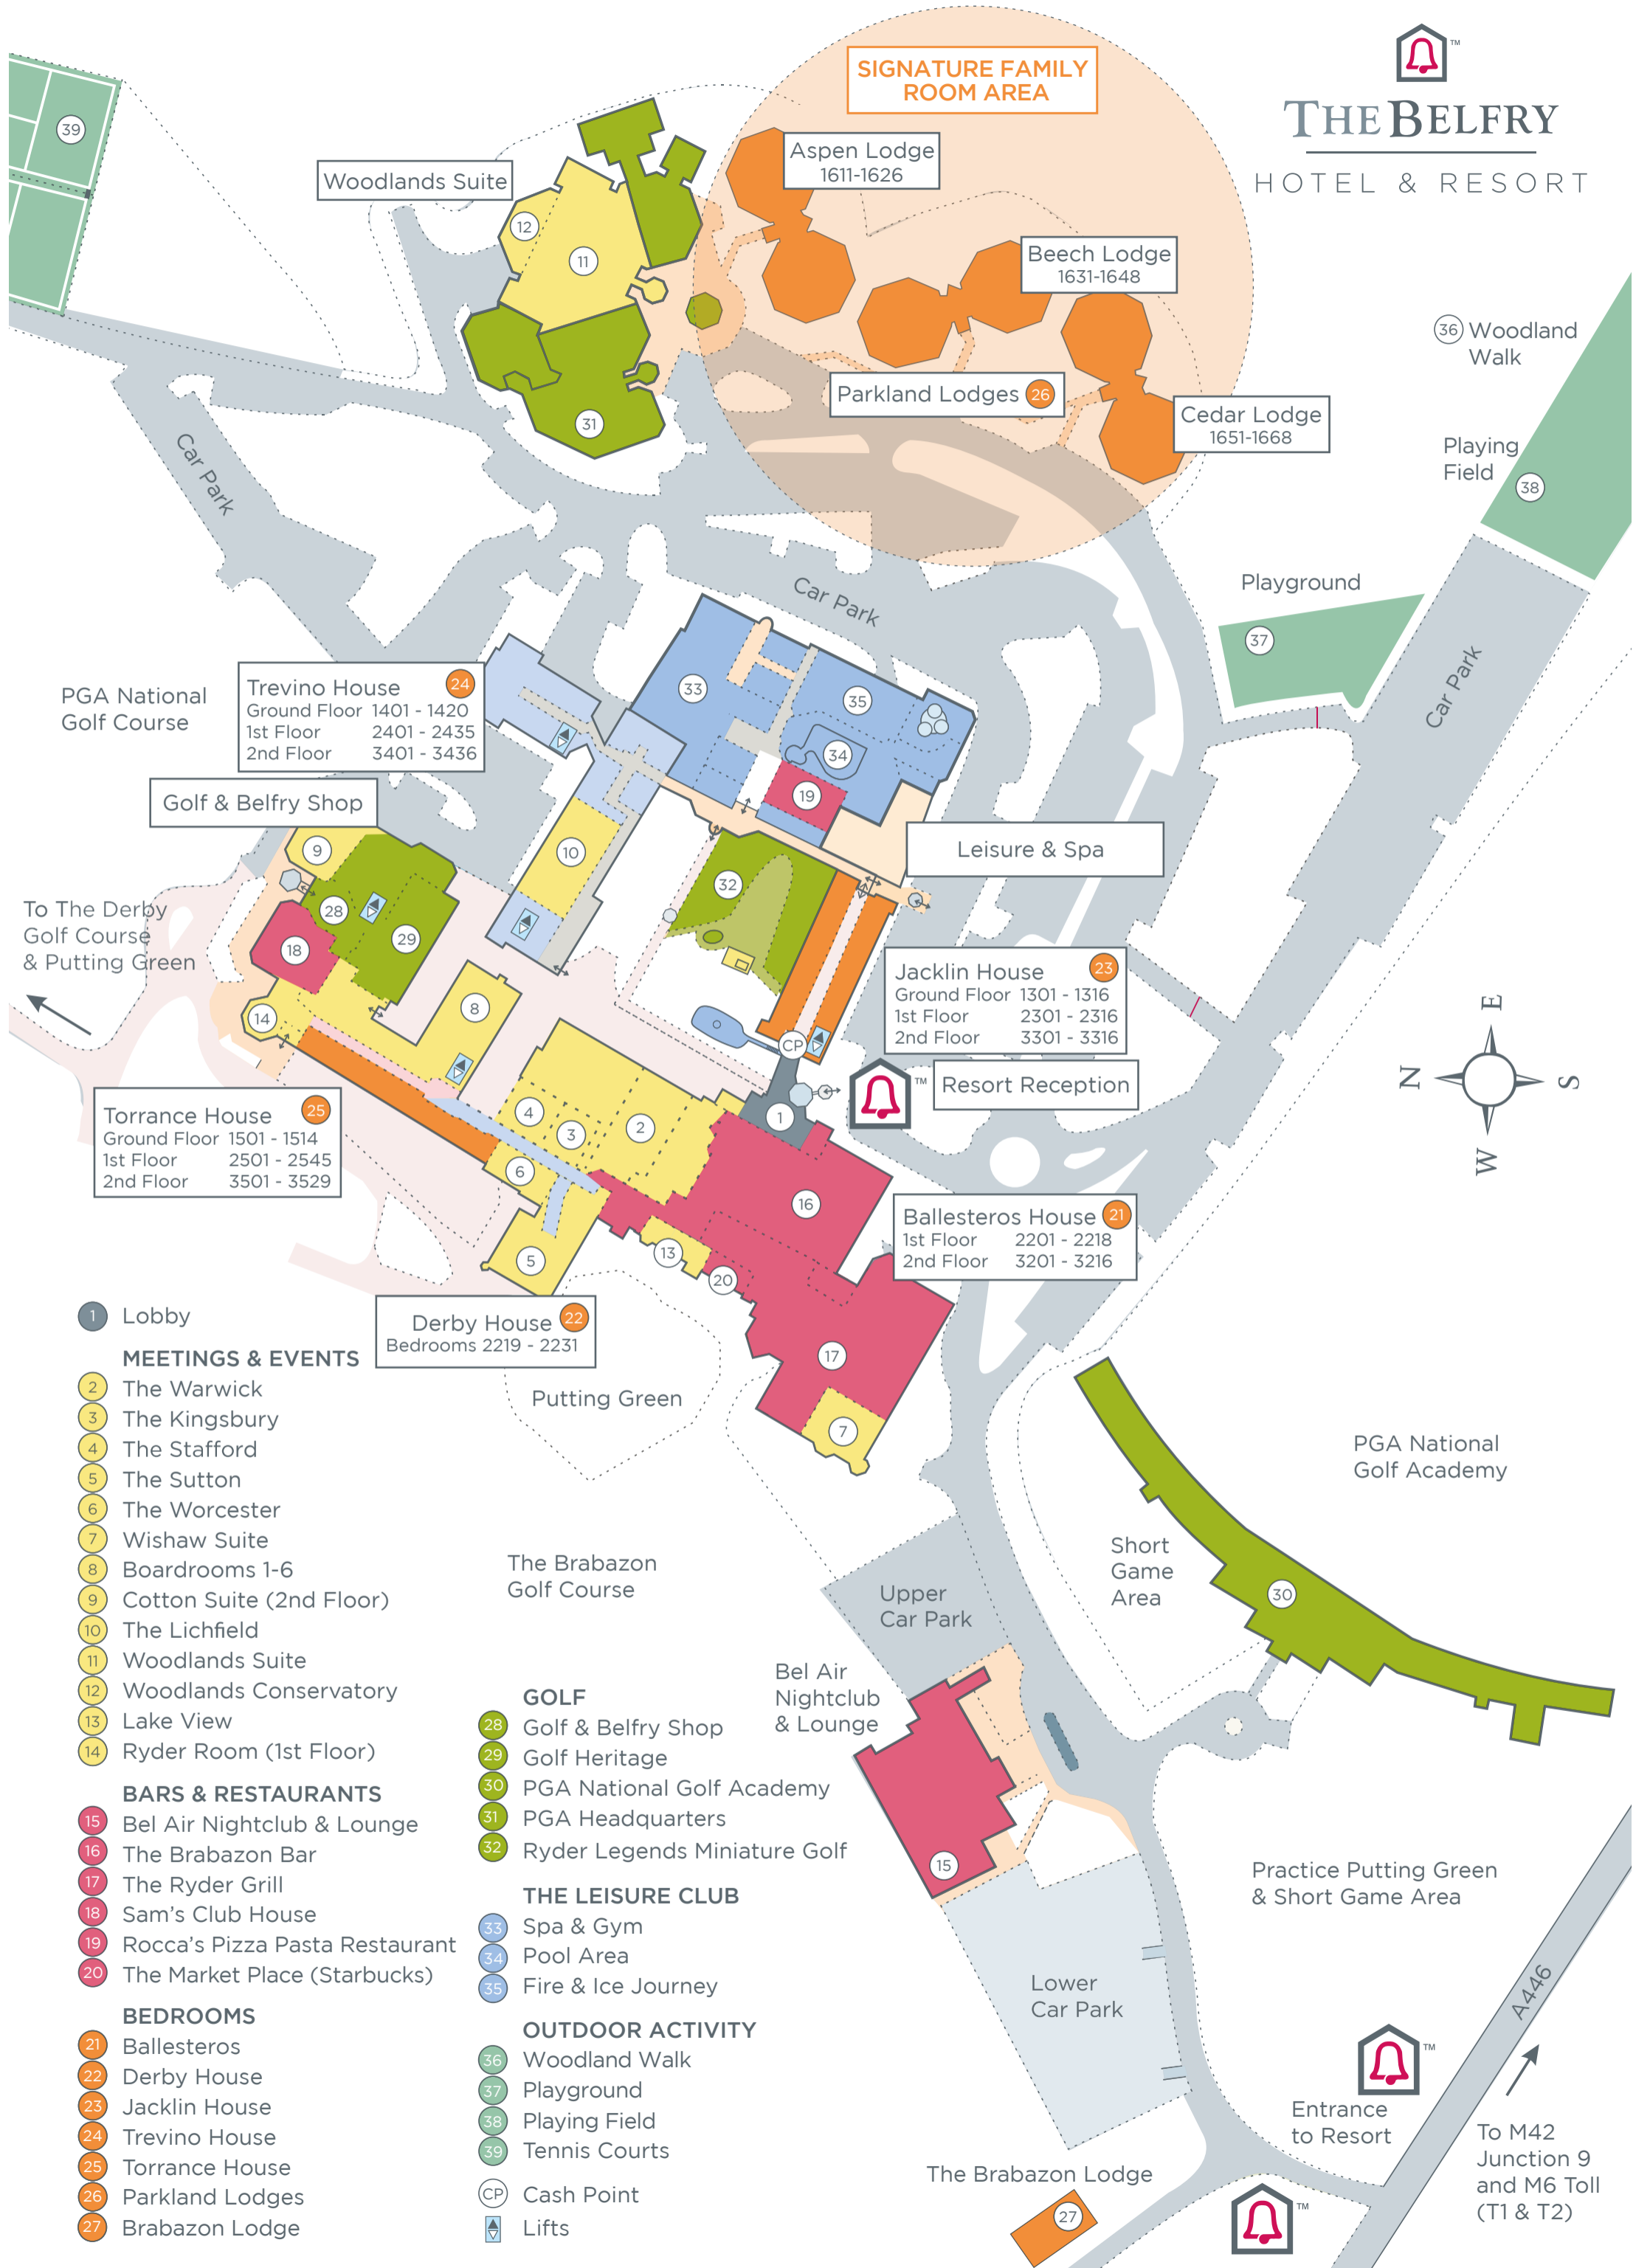 SIGNATURE FAMILY
ROOM AREA
™
THE BELFRY
HOTEL & RESORT
39
Woodlands Suite
Aspen Lodge
1611-1626
12
11
Beech Lodge
1631-1648
36 Woodland
Walk
Parkland Lodges 26
Cedar Lodge
1651-1668
31
Car Park
Playing
Field
38
Car Park
Playground
37
Car Park
PGA National
Golf Course
Trevino House 24
Ground Floor 1401 - 1420
1st Floor 2401 - 2435
2nd Floor 3401 - 3436
33
35
34
19
Golf & Belfry Shop
9
10
Leisure & Spa
32
28
29
18
To The Derby
Golf Course
& Putting Green
Jacklin House 23
Ground Floor 1301 - 1316
1st Floor 2301 - 2316
2nd Floor 3301 - 3316
8
14
CP
E
N
S
W
™
Resort Reception
Torrance House 25
Ground Floor 1501 - 1514
1st Floor 2501 - 2545
2nd Floor 3501 - 3529
4
3
2
1
6
16
Ballesteros House 21
1st Floor 2201 - 2218
2nd Floor 3201 - 3216
5
13
20
Derby House 22
Bedrooms 2219 - 2231
17
Putting Green
7
1 Lobby
MEETINGS & EVENTS
2 The Warwick
3 The Kingsbury
4 The Stafford
5 The Sutton
6 The Worcester
7 Wishaw Suite
8 Boardrooms 1-6
9 Cotton Suite (2nd Floor)
10 The Lichfield
11 Woodlands Suite
12 Woodlands Conservatory
13 Lake View
14 Ryder Room (1st Floor)
BARS & RESTAURANTS
15 Bel Air Nightclub & Lounge
16 The Brabazon Bar
17 The Ryder Grill
18 Sam's Club House
19 Rocca's Pizza Pasta Restaurant
20 The Market Place (Starbucks)
BEDROOMS
21 Ballesteros
22 Derby House
23 Jacklin House
24 Trevino House
25 Torrance House
26 Parkland Lodges
27 Brabazon Lodge
GOLF
28 Golf & Belfry Shop
29 Golf Heritage
30 PGA National Golf Academy
31 PGA Headquarters
32 Ryder Legends Miniature Golf
THE LEISURE CLUB
33 Spa & Gym
34 Pool Area
35 Fire & Ice Journey
OUTDOOR ACTIVITY
36 Woodland Walk
37 Playground
38 Playing Field
39 Tennis Courts
CP Cash Point
Lifts
The Brabazon
Golf Course
PGA National
Golf Academy
Short
Game
Area
30
Upper
Car Park
Bel Air
Nightclub
& Lounge
15
Practice Putting Green
& Short Game Area
Lower
Car Park
A446
™
Entrance
to Resort
To M42
Junction 9
and M6 Toll
(T1 & T2)
The Brabazon Lodge
27
™